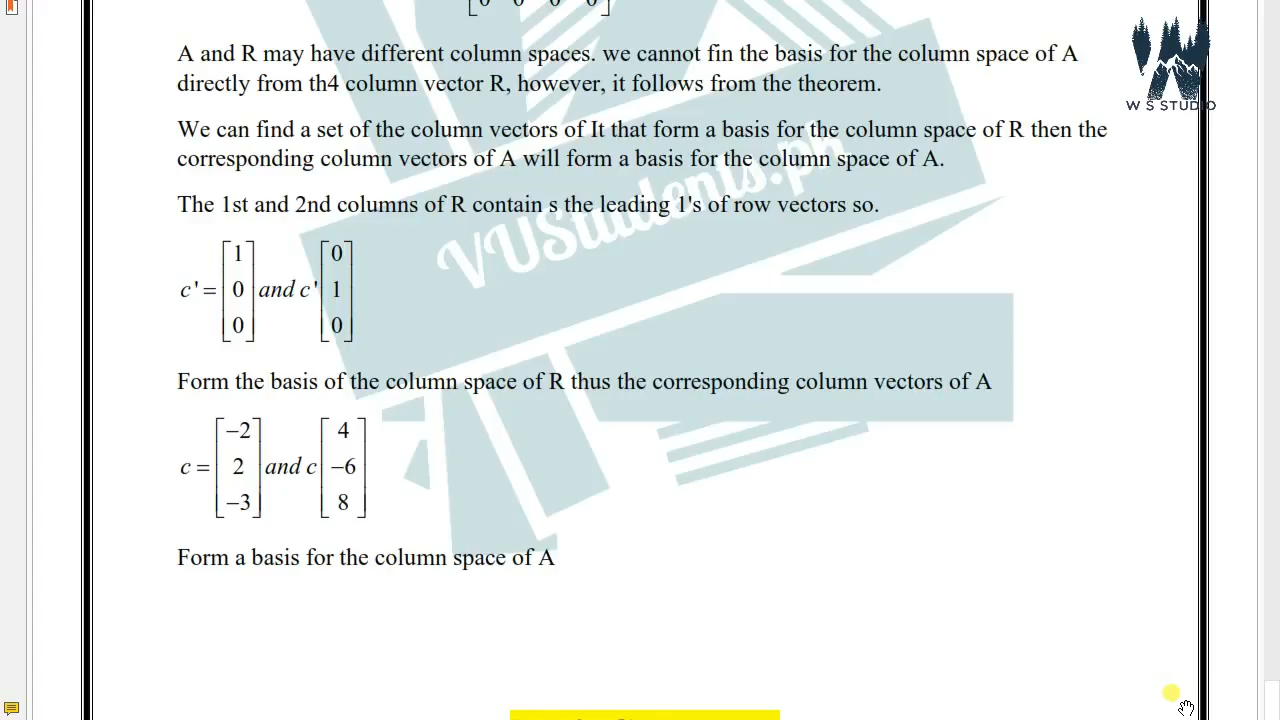 0 0 0 0
A and R may have different column spaces. we cannot fin the basis for the column space of A
directly from th4 column vector R, however, it follows from the theorem.
We can find a set of the column vectors of It that form a basis for the column space of R then the
corresponding column vectors of A will form a basis for the column space of A.
The 1st and 2nd columns of R contain s the leading 1's of row vectors so.
c' = [1 0 0] and c' [0 1 0]
Form the basis of the column space of R thus the corresponding column vectors of A
c = [−2 2 −3] and c [4 −6 8]
Form a basis for the column space of A
VUStudents.pk
W S STUDIO